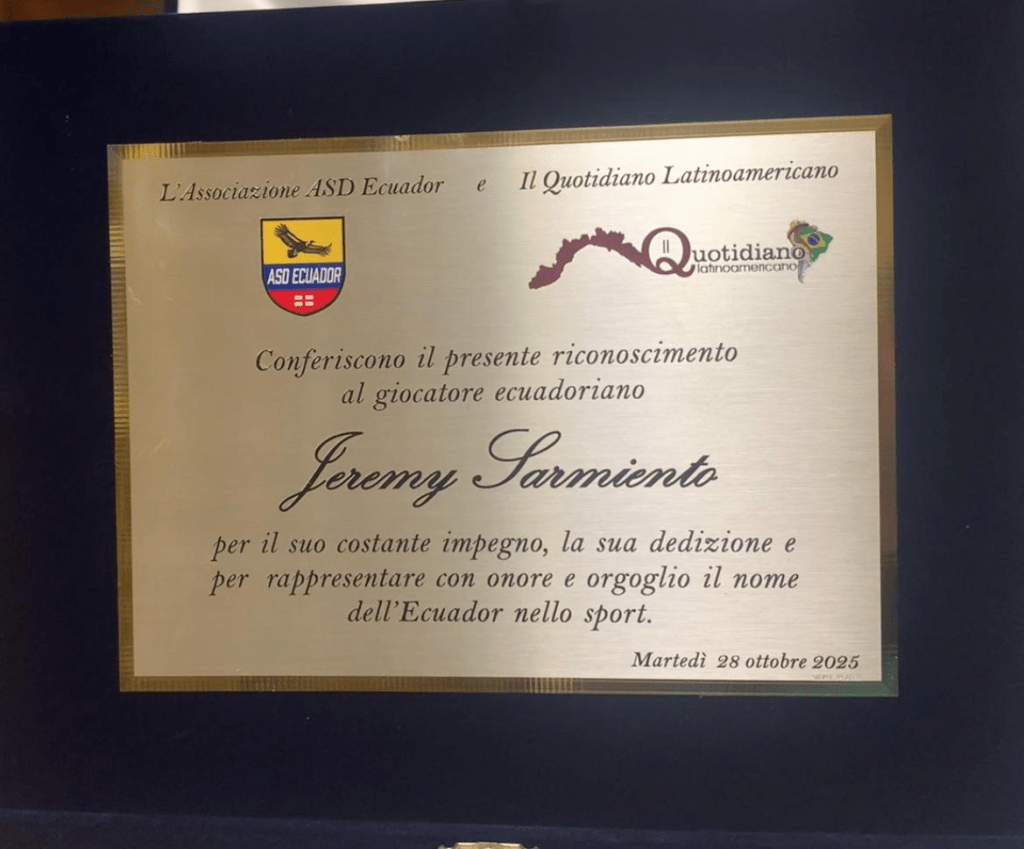 L'Associazione ASD Ecuador e Il Quotidiano Latinoamericano
ASD ECUADOR
Il Quotidiano
latinoamericano
Conferiscono il presente riconoscimento
al giocatore ecuadoriano
Jeremy Sarmiento
per il suo costante impegno, la sua dedizione e
per rappresentare con onore e orgoglio il nome
dell'Ecuador nello sport.
Martedì 28 ottobre 2025